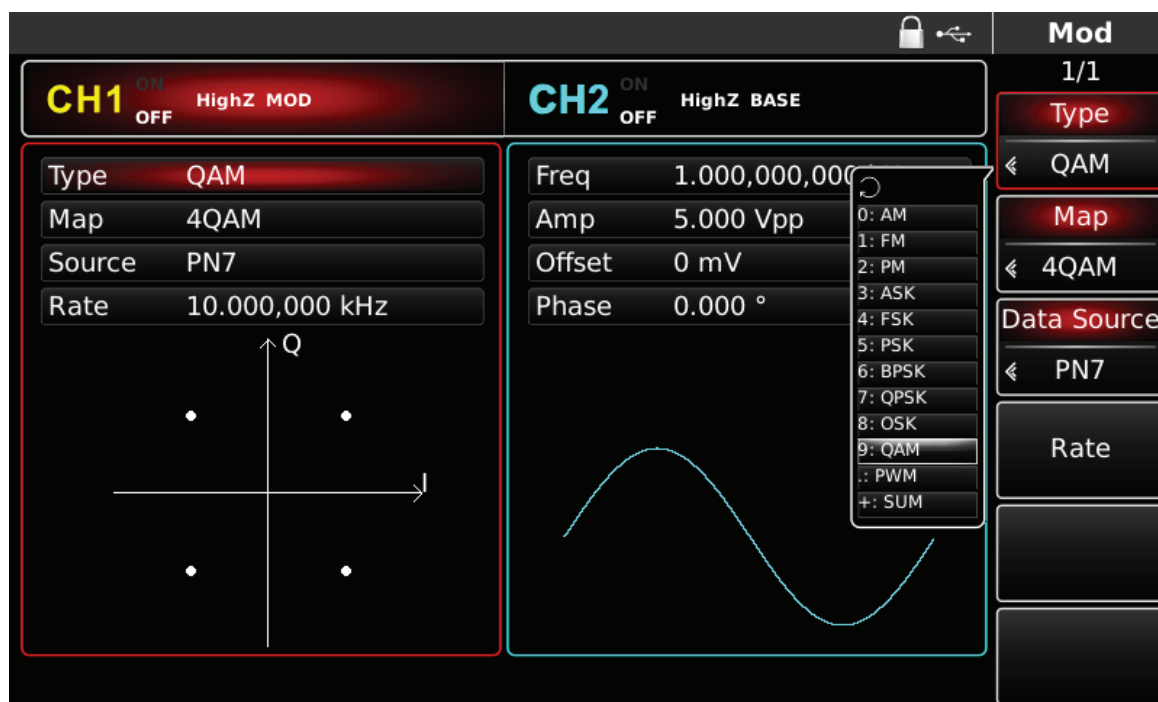 Mod
1/1
CH1 ON OFF HighZ MOD
CH2 ON OFF HighZ BASE
Type QAM
Map 4QAM
Source PN7
Rate 10.000,000 kHz
Q
I
Freq 1.000,000,000
Amp 5.000 Vpp
Offset 0 mV
Phase 0.000 °
0: AM
1: FM
2: PM
3: ASK
4: FSK
5: PSK
6: BPSK
7: QPSK
8: OSK
9: QAM
.: PWM
+: SUM
Type
QAM
Map
4QAM
Data Source
PN7
Rate